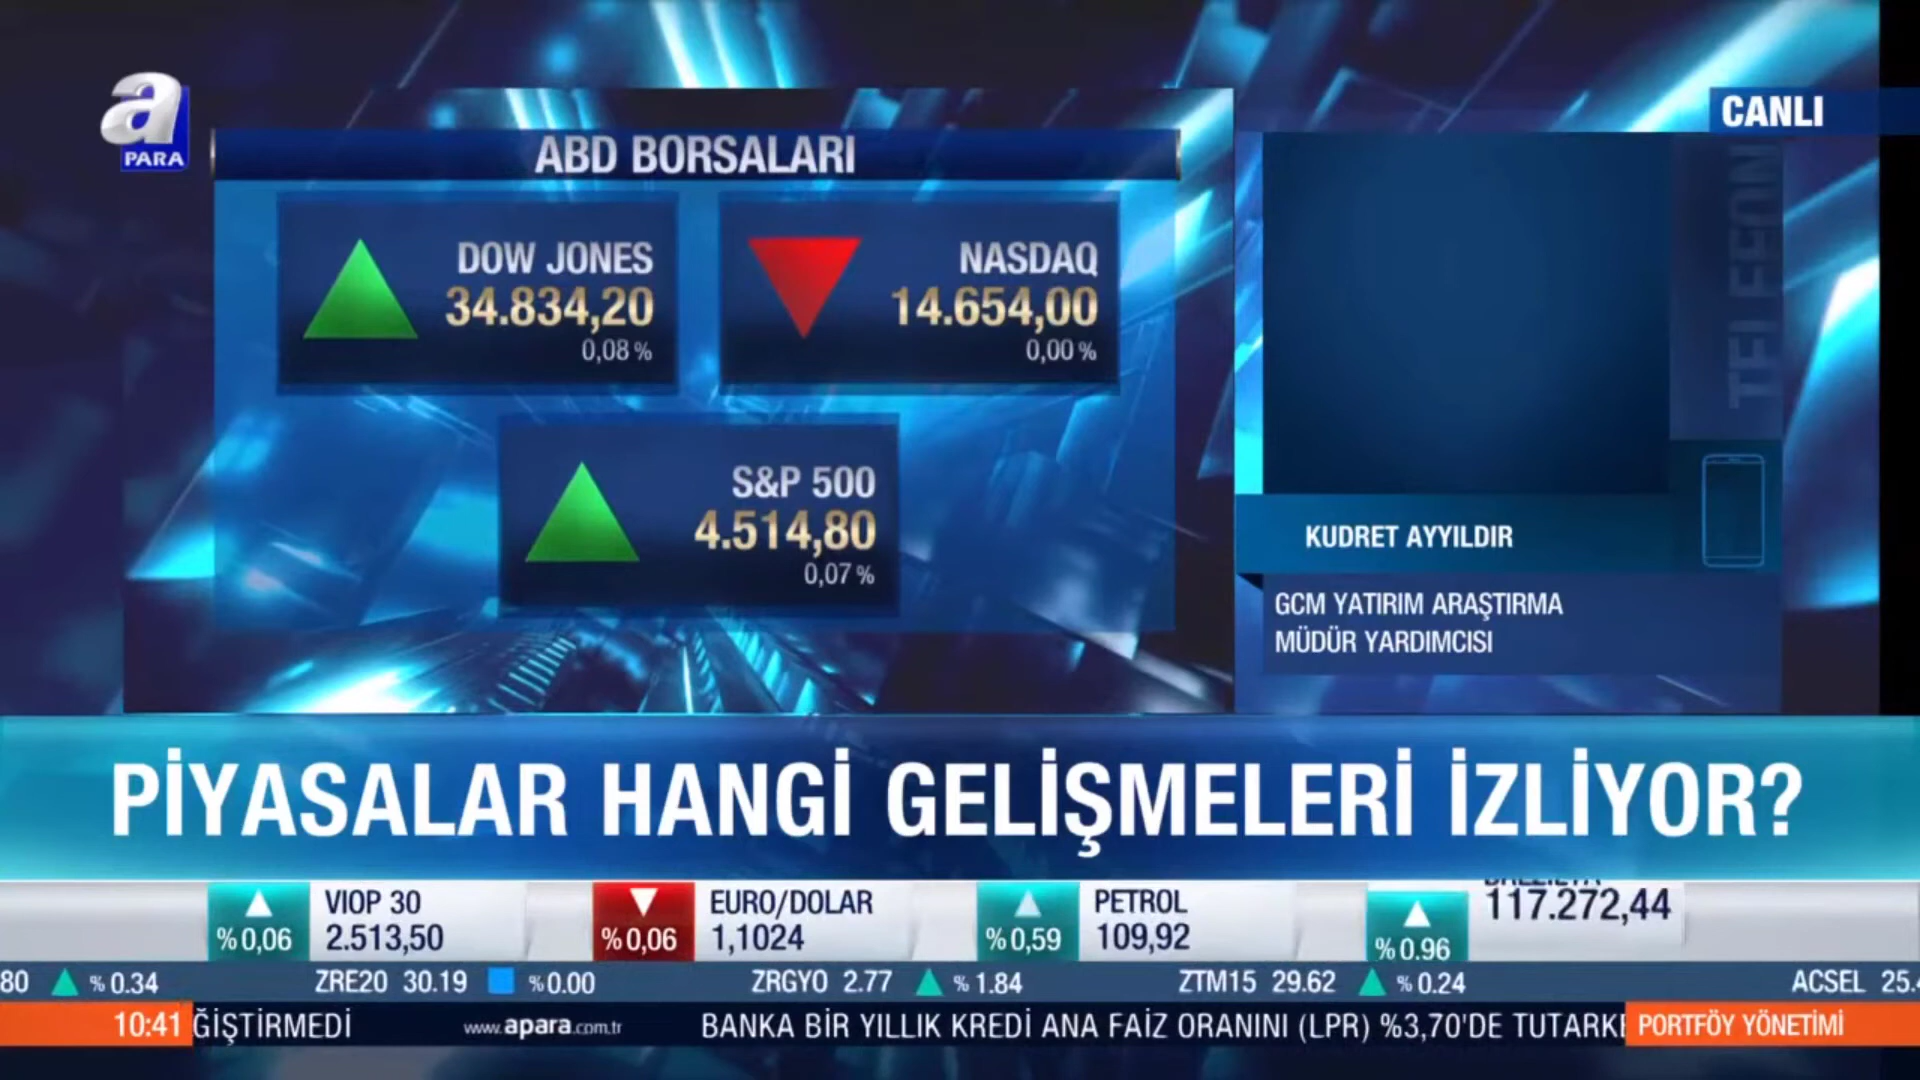 a
PARA
CANLI
ABD BORSALARI
DOW JONES
34.834,20
0,08 %
NASDAQ
14.654,00
0,00 %
S&P 500
4.514,80
0,07 %
TELEFON
KUDRET AYYILDIR
GCM YATIRIM ARAŞTIRMA
MÜDÜR YARDIMCISI
PİYASALAR HANGİ GELİŞMELERİ İZLİYOR?
%0,06 VIOP 30 2.513,50
%0,06 EURO/DOLAR 1,1024
%0,59 PETROL 109,92
%0.96 117.272,44
80 %0.34 ZRE20 30.19 %0.00 ZRGYO 2.77 %1.84 ZTM15 29.62 %0.24 ACSEL 25.4
10:41 ĞİŞTİRMEDİ www.apara.com.tr BANKA BİR YILLIK KREDİ ANA FAİZ ORANINI (LPR) %3,70'DE TUTARK PORTFÖY YÖNETİMİ